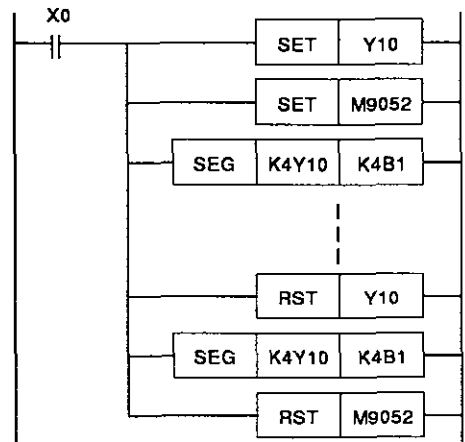 X0
SET Y10
SET M9052
SEG K4Y10 K4B1
RST Y10
SEG K4Y10 K4B1
RST M9052